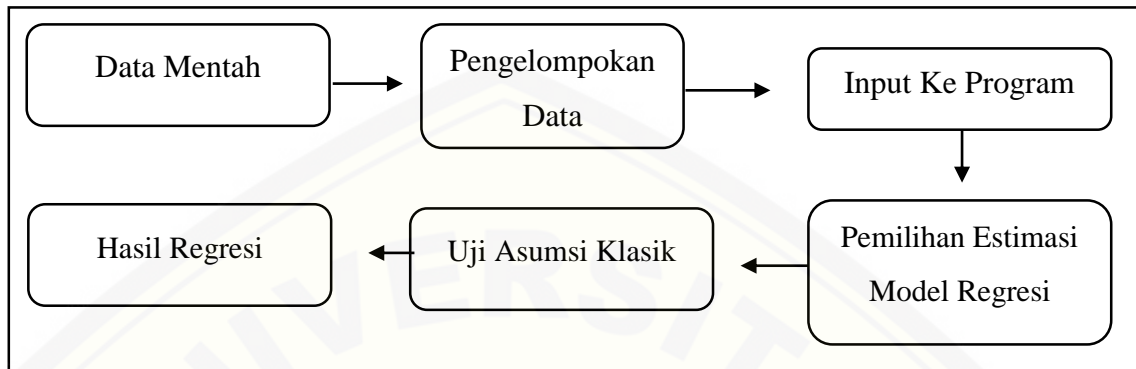 Data Mentah
Pengelompokan
Data
Input Ke Program
Pemilihan Estimasi
Model Regresi
Uji Asumsi Klasik
Hasil Regresi